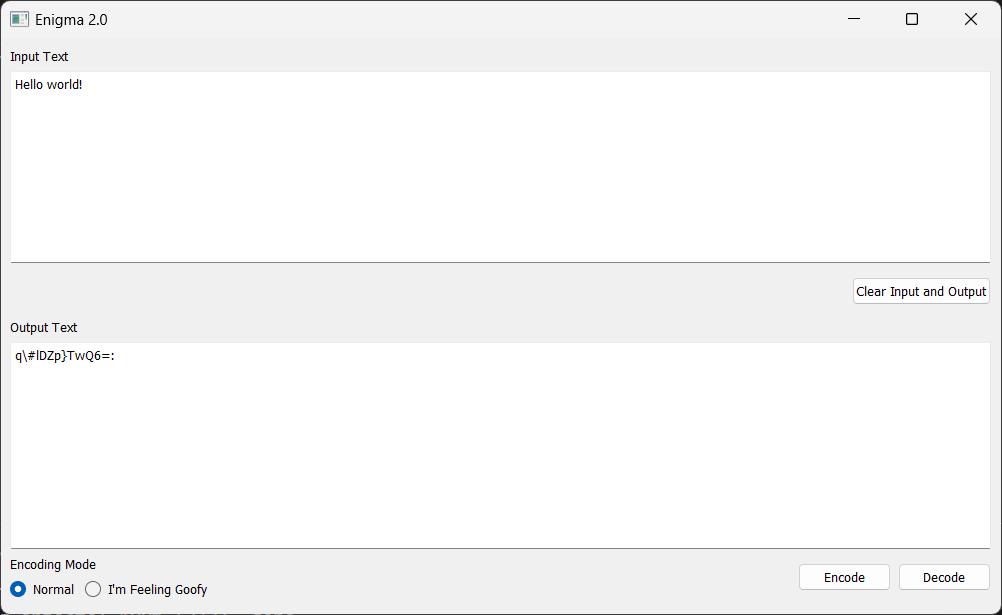 Enigma 2.0
Input Text
Hello world!
Clear Input and Output
Output Text
q\#lDZp}TwQ6=:
Encoding Mode
Normal I'm Feeling Goofy
Encode Decode